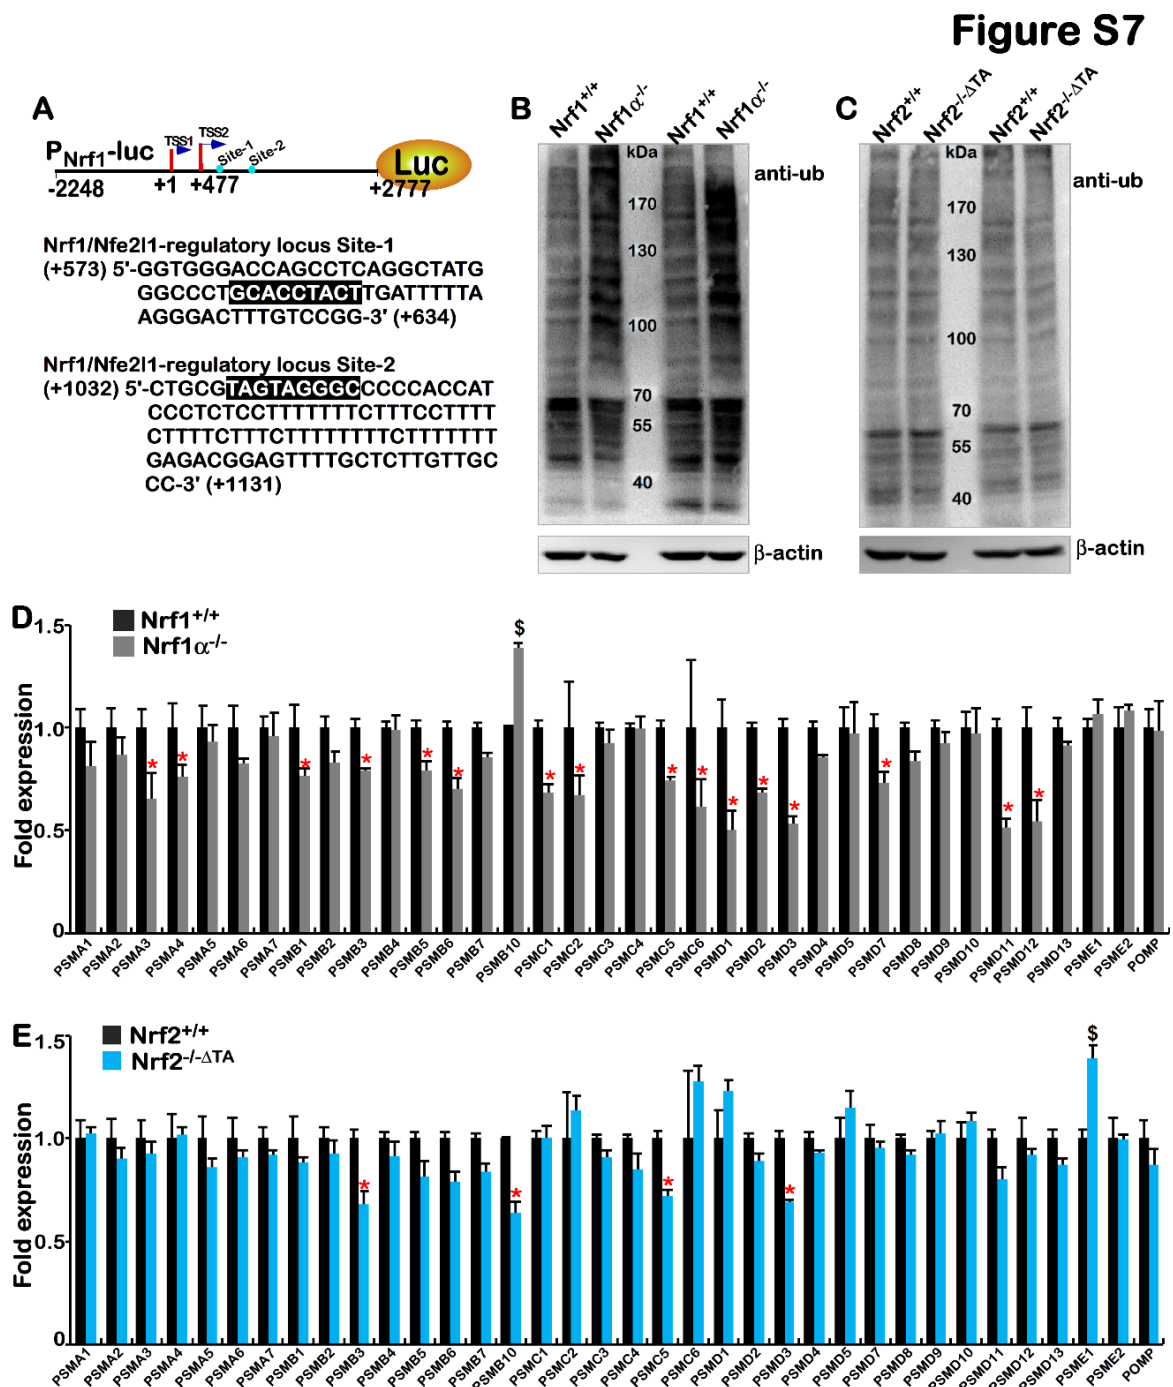 Figure S7
A
P_Nrf1-luc
TSS1
TSS2
Site-1
Site-2
Luc
-2248
+1
+477
+2777
Nrf1/Nfe2l1-regulatory locus Site-1
(+573) 5'-GGTGGGACCAGCCTCAGGCTATG
GGCCCTGCACCTACTTGATTTTTA
AGGGACTTTGTCCGG-3' (+634)
Nrf1/Nfe2l1-regulatory locus Site-2
(+1032) 5'-CTGCGTAGTAGGGCCCCCACCAT
CCCTCTCCTTTTTTTCTTTCCTTTT
CTTTTCTTTCTTTTTTTTCTTTTTTT
GAGACGGAGTTTTGCTCTTGTTGC
CC-3' (+1131)
B
Nrf1+/+
Nrf1α-/-
Nrf1+/+
Nrf1α-/-
kDa
170
130
100
70
55
40
anti-ub
β-actin
C
Nrf2+/+
Nrf2-/-ΔTA
Nrf2+/+
Nrf2-/-ΔTA
kDa
170
130
100
70
55
40
anti-ub
β-actin
D
Nrf1+/+
Nrf1α-/-
Fold expression
1.5
1.0
0.5
0
$
* * * * * * * * * * * * * * * *
PSMA1
PSMA2
PSMA3
PSMA4
PSMA5
PSMA6
PSMA7
PSMB1
PSMB2
PSMB3
PSMB4
PSMB5
PSMB6
PSMB7
PSMB10
PSMC1
PSMC2
PSMC3
PSMC4
PSMC5
PSMC6
PSMD1
PSMD2
PSMD3
PSMD4
PSMD5
PSMD7
PSMD8
PSMD9
PSMD10
PSMD11
PSMD12
PSMD13
PSME1
PSME2
POMP
E
Nrf2+/+
Nrf2-/-ΔTA
Fold expression
1.5
1.0
0.5
0
* * * *
$
PSMA1
PSMA2
PSMA3
PSMA4
PSMA5
PSMA6
PSMA7
PSMB1
PSMB2
PSMB3
PSMB4
PSMB5
PSMB6
PSMB7
PSMB10
PSMC1
PSMC2
PSMC3
PSMC4
PSMC5
PSMC6
PSMD1
PSMD2
PSMD3
PSMD4
PSMD5
PSMD7
PSMD8
PSMD9
PSMD10
PSMD11
PSMD12
PSMD13
PSME1
PSME2
POMP